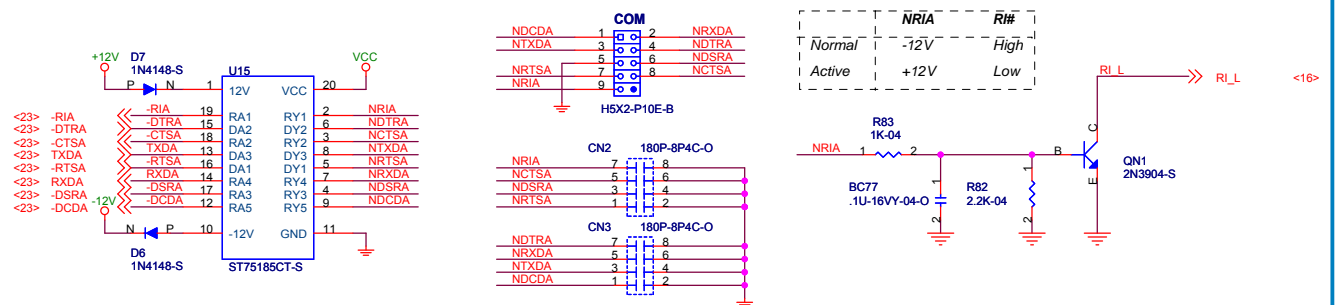 +12V
D7
1N4148-S
P N
U15
VCC
1 12V VCC 20
<23> -RIA -RIA 19 RA1 RY1 2 NRIA
<23> -DTRA -DTRA 15 DA2 DY2 6 NDTRA
<23> -CTSA -CTSA 18 RA2 RY2 3 NCTSA
<23> TXDA TXDA 13 DA3 DY3 8 NTXDA
<23> -RTSA -RTSA 16 DA1 DY1 5 NRTSA
<23> RXDA RXDA 14 RA4 RY4 7 NRXDA
<23> -DSRA -DSRA 17 RA3 RY3 4 NDSRA
<23> -DCDA -DCDA 12 RA5 RY5 9 NDCDA
-12V
N P 10 -12V GND 11
D6
1N4148-S
ST75185CT-S
COM
NDCDA 1 2 NRXDA
NTXDA 3 4 NDTRA
5 6 NDSRA
NRTSA 7 8 NCTSA
NRIA 9
H5X2-P10E-B
CN2 180P-8P4C-O
NRIA 7 8
NCTSA 5 6
NDSRA 3 4
NRTSA 1 2
CN3 180P-8P4C-O
NDTRA 7 8
NRXDA 5 6
NTXDA 3 4
NDCDA 1 2
NRIA RI#
Normal -12V High
Active +12V Low
RI_L RI_L <16>
R83
1K-04
NRIA 1 2 B
C
E
QN1
2N3904-S
BC77
.1U-16VY-04-O
1
2
R82
2.2K-04
1
2